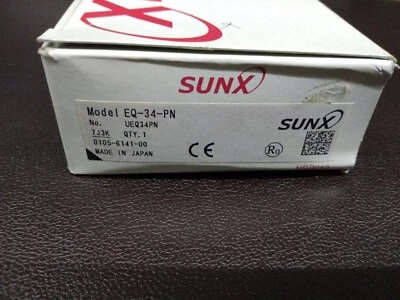 SUNX
Model EQ-34-PN
No. UEQ34PN
7J3K QTY.1
0105-6141-00
MADE IN JAPAN
SUNX
CE